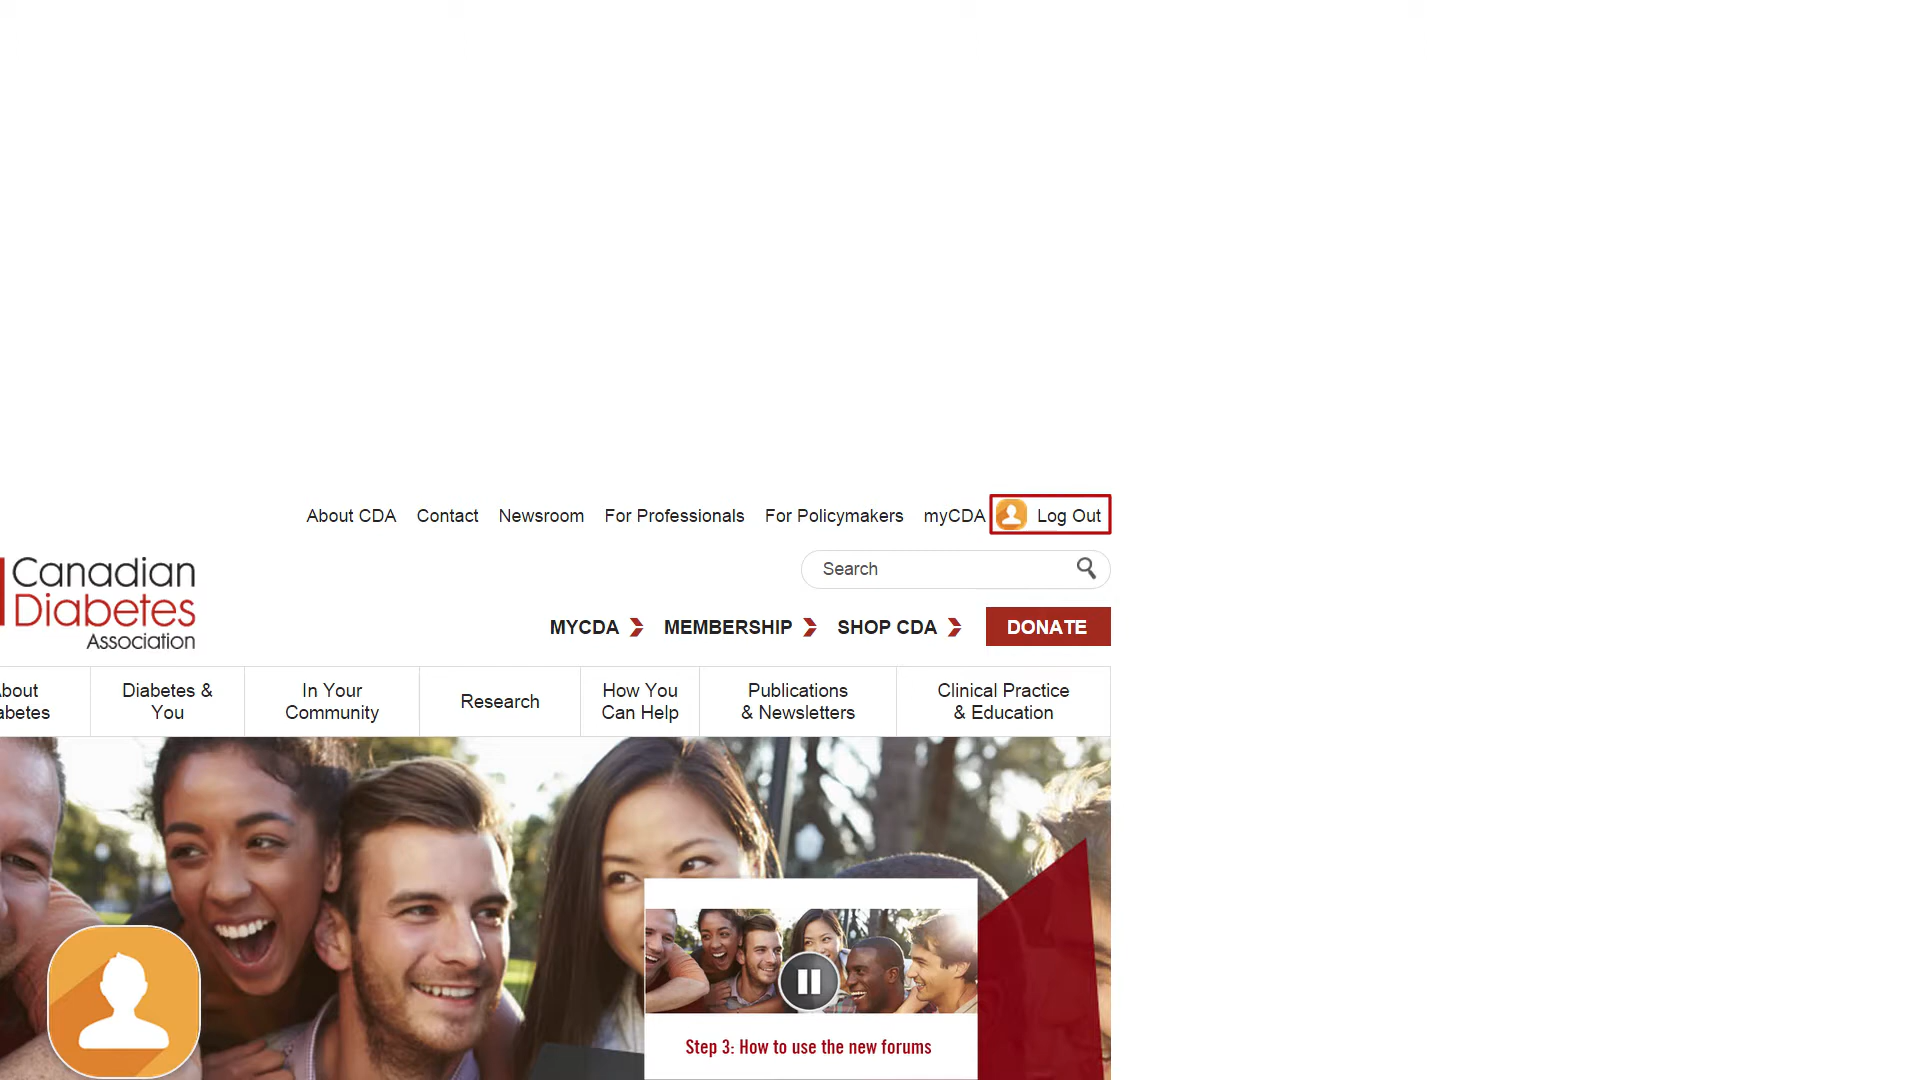 About CDA Contact Newsroom For Professionals For Policymakers myCDA Log Out
Canadian
Diabetes
Association
Search
MYCDA MEMBERSHIP SHOP CDA DONATE
Diabetes &
You
In Your
Community
Research
How You
Can Help
Publications
& Newsletters
Clinical Practice
& Education
Step 3: How to use the new forums